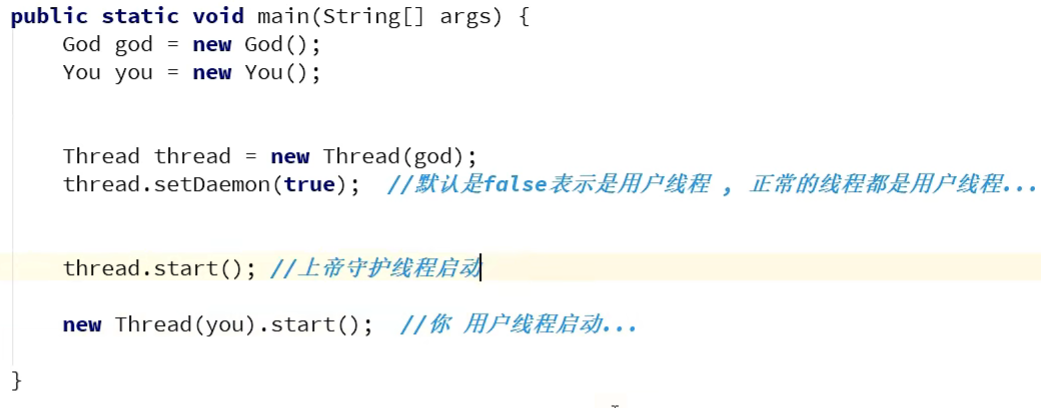 public static void main(String[] args) {
God god = new God();
You you = new You();
Thread thread = new Thread(god);
thread.setDaemon(true);  //默认是false表示是用户线程 , 正常的线程都是用户线程...
thread.start(); //上帝守护线程启动
new Thread(you).start();  //你 用户线程启动...
}